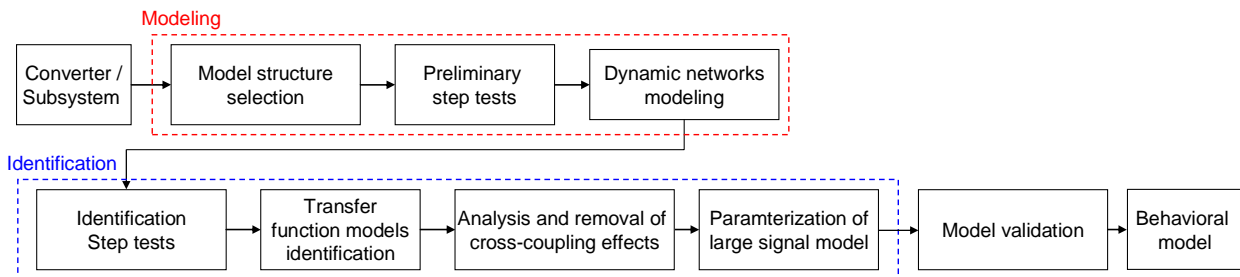 Modeling
Converter /
Subsystem
Model structure
selection
Preliminary
step tests
Dynamic networks
modeling
Identification
Identification
Step tests
Transfer
function models
identification
Analysis and removal of
cross-coupling effects
Paramterization of
large signal model
Model validation
Behavioral
model